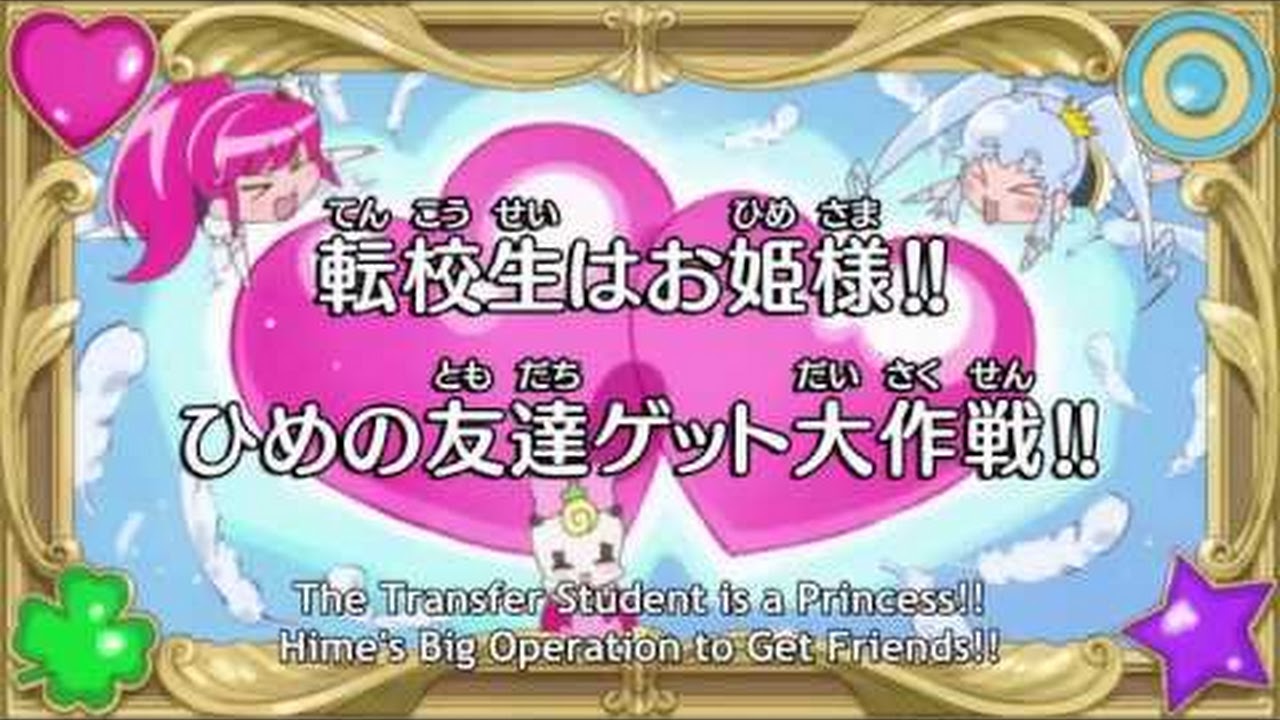 てん こう せい ひめ さま
転校生はお姫様!!
とも だち だい さく せん
ひめの友達ゲット大作戦!!
The Transfer Student is a Princess!!
Hime's Big Operation to Get Friends!!